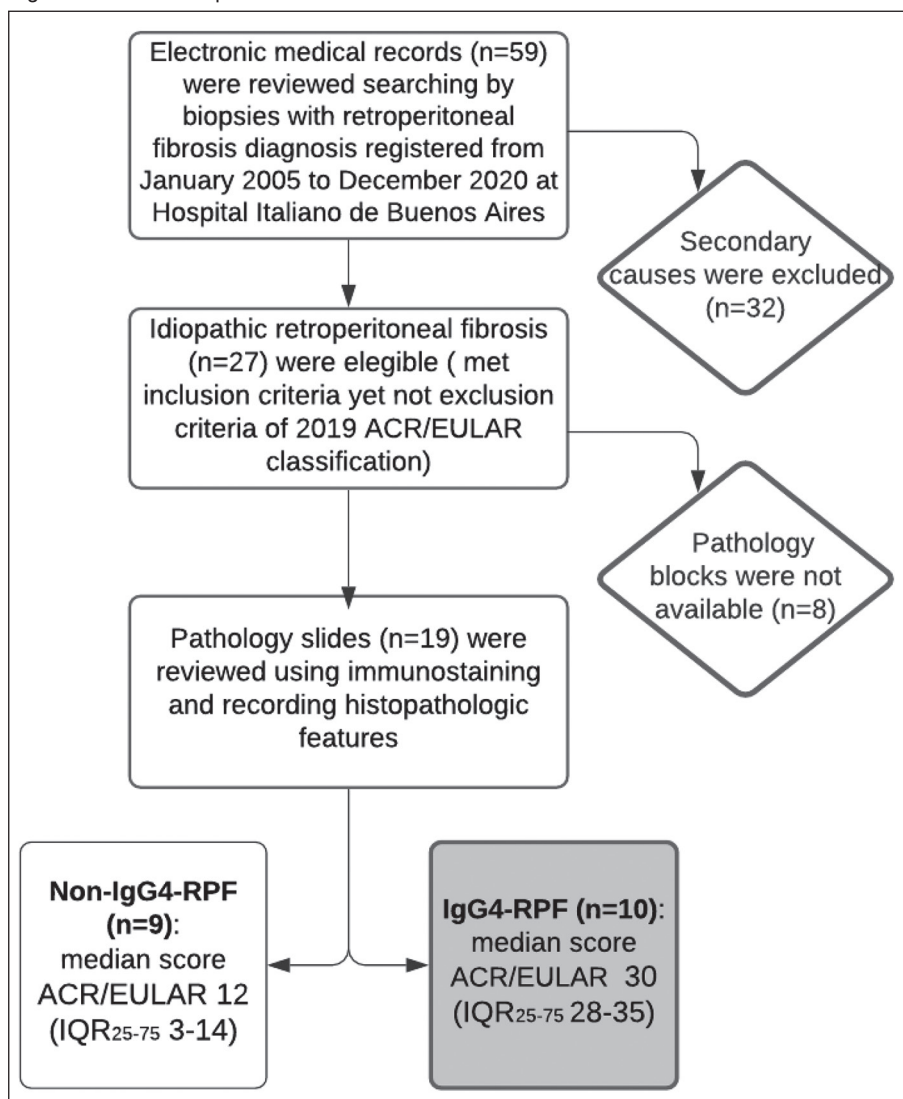 Electronic medical records (n=59)
were reviewed searching by
biopsies with retroperitoneal
fibrosis diagnosis registered from
January 2005 to December 2020 at
Hospital Italiano de Buenos Aires
Secondary
causes were excluded
(n=32)
Idiopathic retroperitoneal fibrosis
(n=27) were elegible ( met
inclusion criteria yet not exclusion
criteria of 2019 ACR/EULAR
classification)
Pathology
blocks were not
available (n=8)
Pathology slides (n=19) were
reviewed using immunostaining
and recording histopathologic
features
Non-IgG4-RPF
(n=9):
median score
ACR/EULAR 12
(IQR25-75 3-14)
IgG4-RPF (n=10):
median score
ACR/EULAR 30
(IQR25-75 28-35)